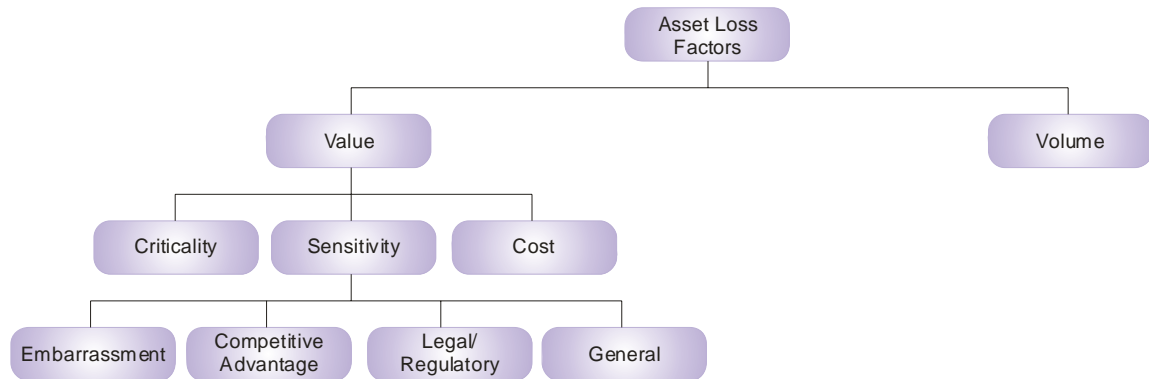 Asset Loss
Factors
Value
Volume
Criticality
Sensitivity
Cost
Embarrassment
Competitive
Advantage
Legal/
Regulatory
General